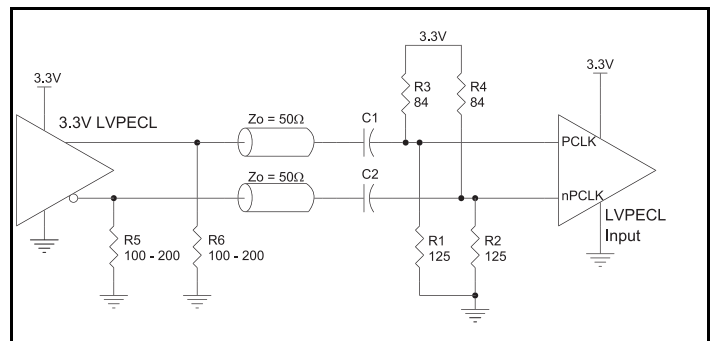 3.3V
3.3V LVPECL
R5
100 - 200
R6
100 - 200
Zo = 50Ω
Zo = 50Ω
C1
C2
3.3V
R3
84
R4
84
R1
125
R2
125
3.3V
PCLK
nPCLK
LVPECL
Input